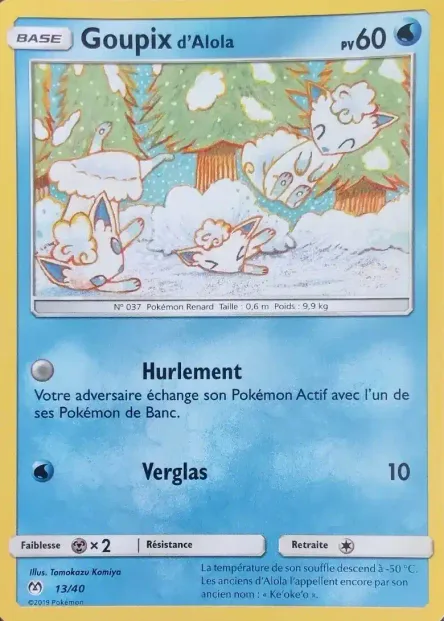 BASE Goupix d'Alola PV60
N° 037 Pokémon Renard Taille : 0,6 m Poids : 9,9 kg
Hurlement
Votre adversaire échange son Pokémon Actif avec l'un de
ses Pokémon de Banc.
Verglas 10
Faiblesse ×2 Résistance Retraite
Illus. Tomokazu Komiya
13/40
©2019 Pokémon
La température de son souffle descend à -50 °C.
Les anciens d'Alola l'appellent encore par son
ancien nom : « Ke'oke'o ».